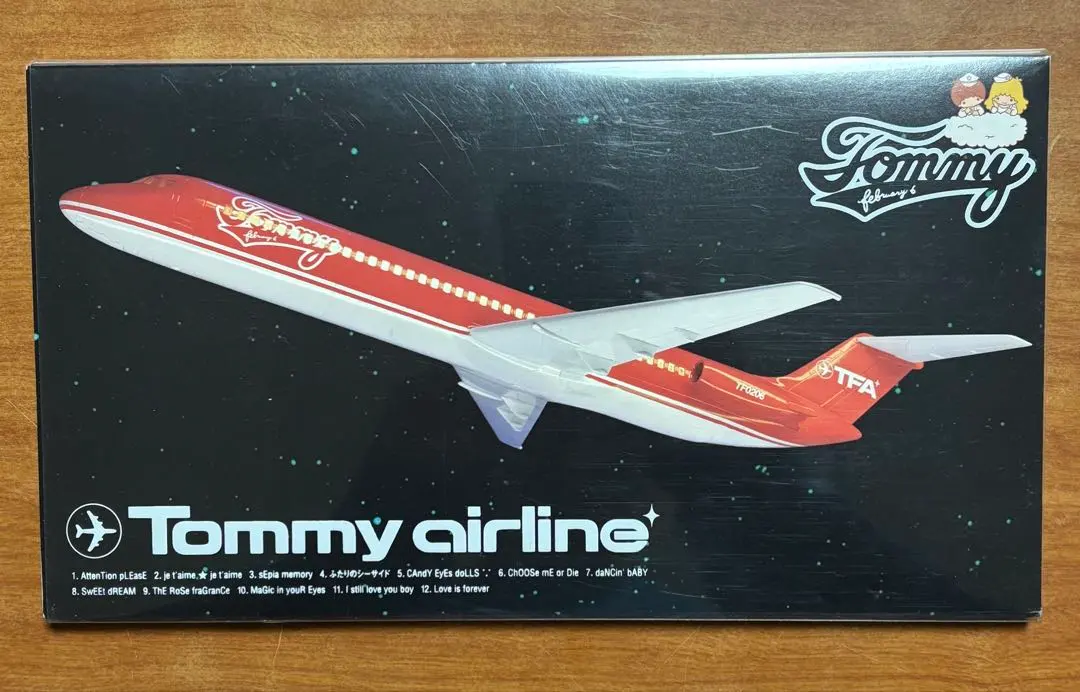 Tommy
february 6
Tommy
february 6
TFA
TF0206
Tommy airline
1. AttenTion pLEasE 2. je t'aime ★ je t'aime 3. sEpia memory 4. ふたりのシーサイド 5. CAndY EyEs doLLS ∵ 6. ChOOSe mE or Die 7. daNCin' bABY
8. SwEEt dREAM 9. ThE RoSe fraGranCe 10. MaGic in youR Eyes 11. I still love you boy 12. Love is forever